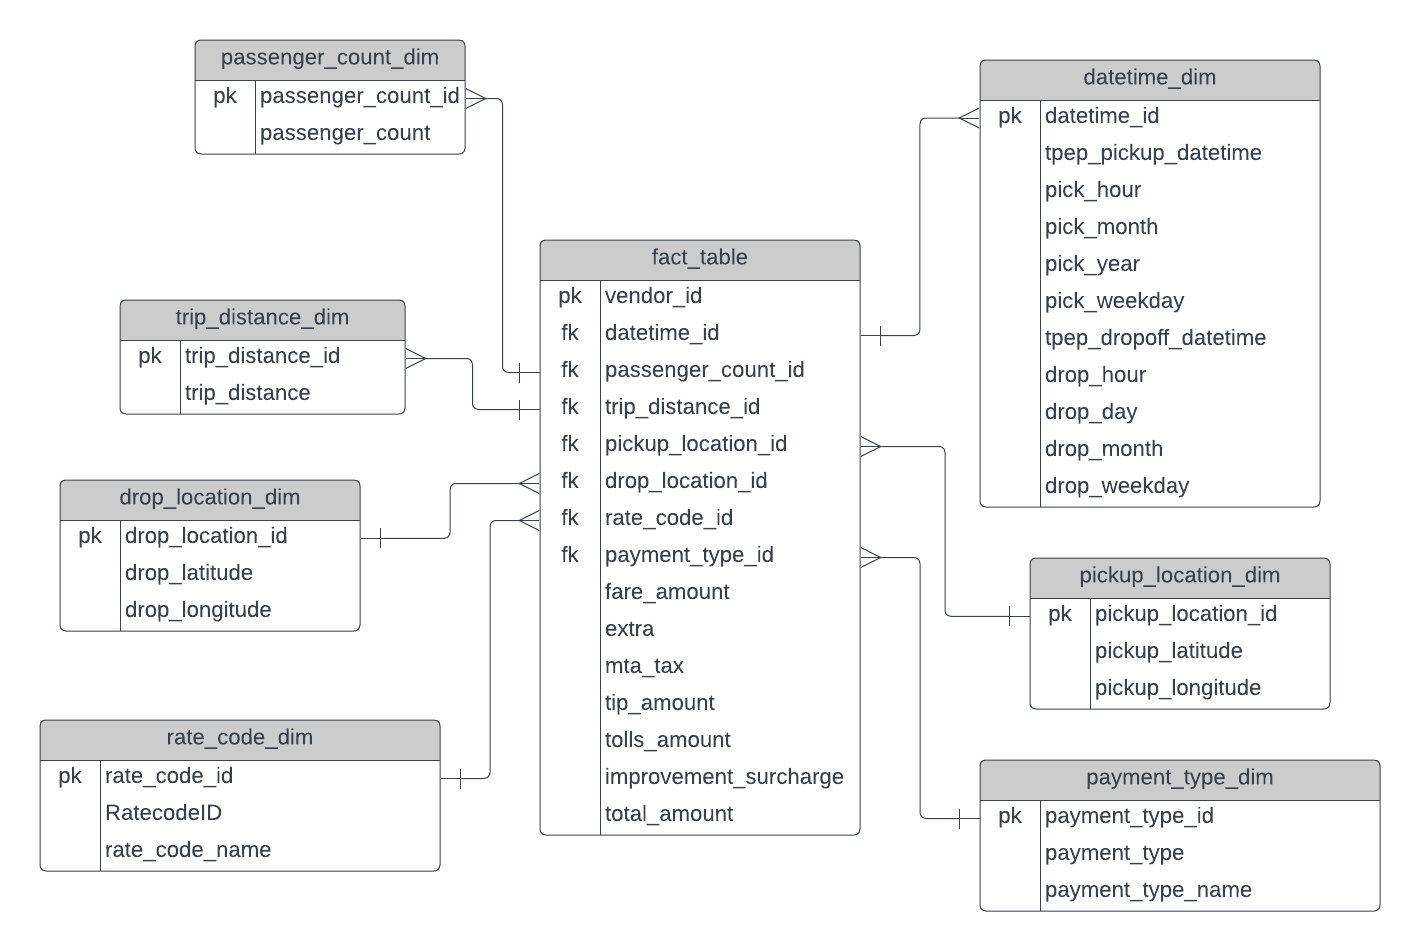 passenger_count_dim
pk passenger_count_id
passenger_count
datetime_dim
pk datetime_id
tpep_pickup_datetime
pick_hour
pick_month
pick_year
pick_weekday
tpep_dropoff_datetime
drop_hour
drop_day
drop_month
drop_weekday
fact_table
pk vendor_id
fk datetime_id
fk passenger_count_id
fk trip_distance_id
fk pickup_location_id
fk drop_location_id
fk rate_code_id
fk payment_type_id
fare_amount
extra
mta_tax
tip_amount
tolls_amount
improvement_surcharge
total_amount
trip_distance_dim
pk trip_distance_id
trip_distance
drop_location_dim
pk drop_location_id
drop_latitude
drop_longitude
pickup_location_dim
pk pickup_location_id
pickup_latitude
pickup_longitude
rate_code_dim
pk rate_code_id
RatecodeID
rate_code_name
payment_type_dim
pk payment_type_id
payment_type
payment_type_name